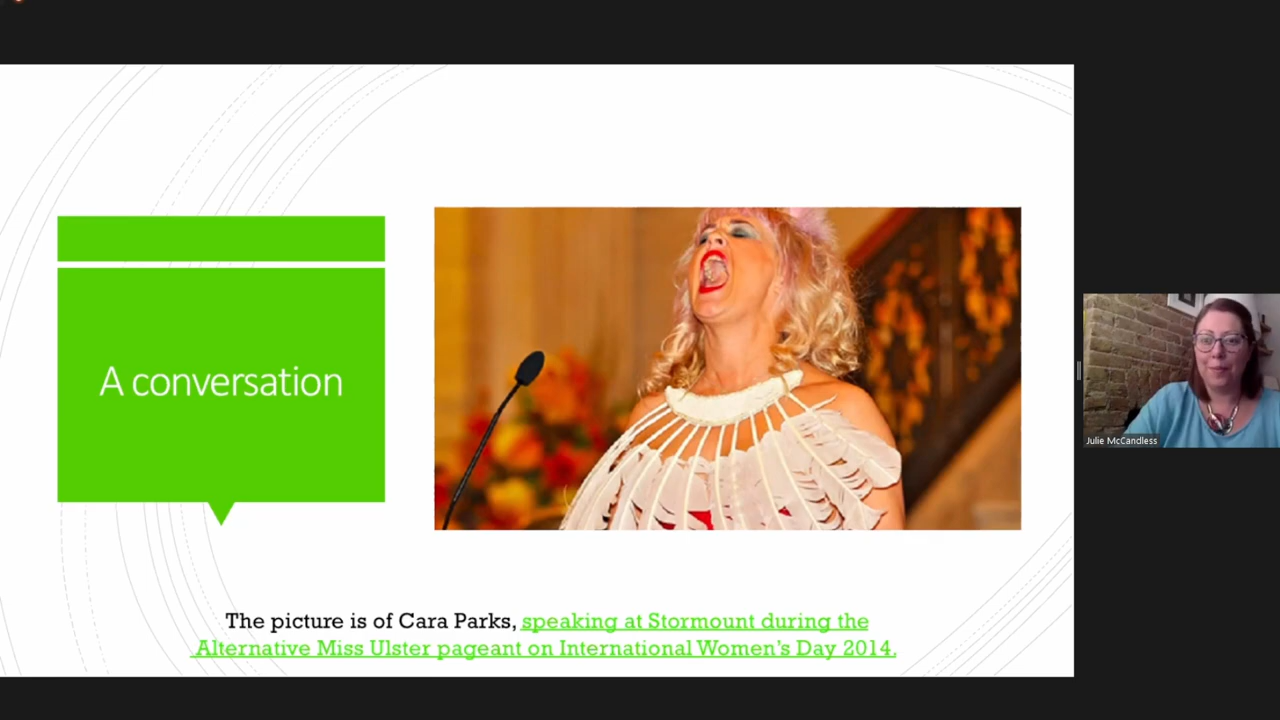 A conversation
The picture is of Cara Parks, speaking at Stormount during the
Alternative Miss Ulster pageant on International Women's Day 2014.
Julie McCandless